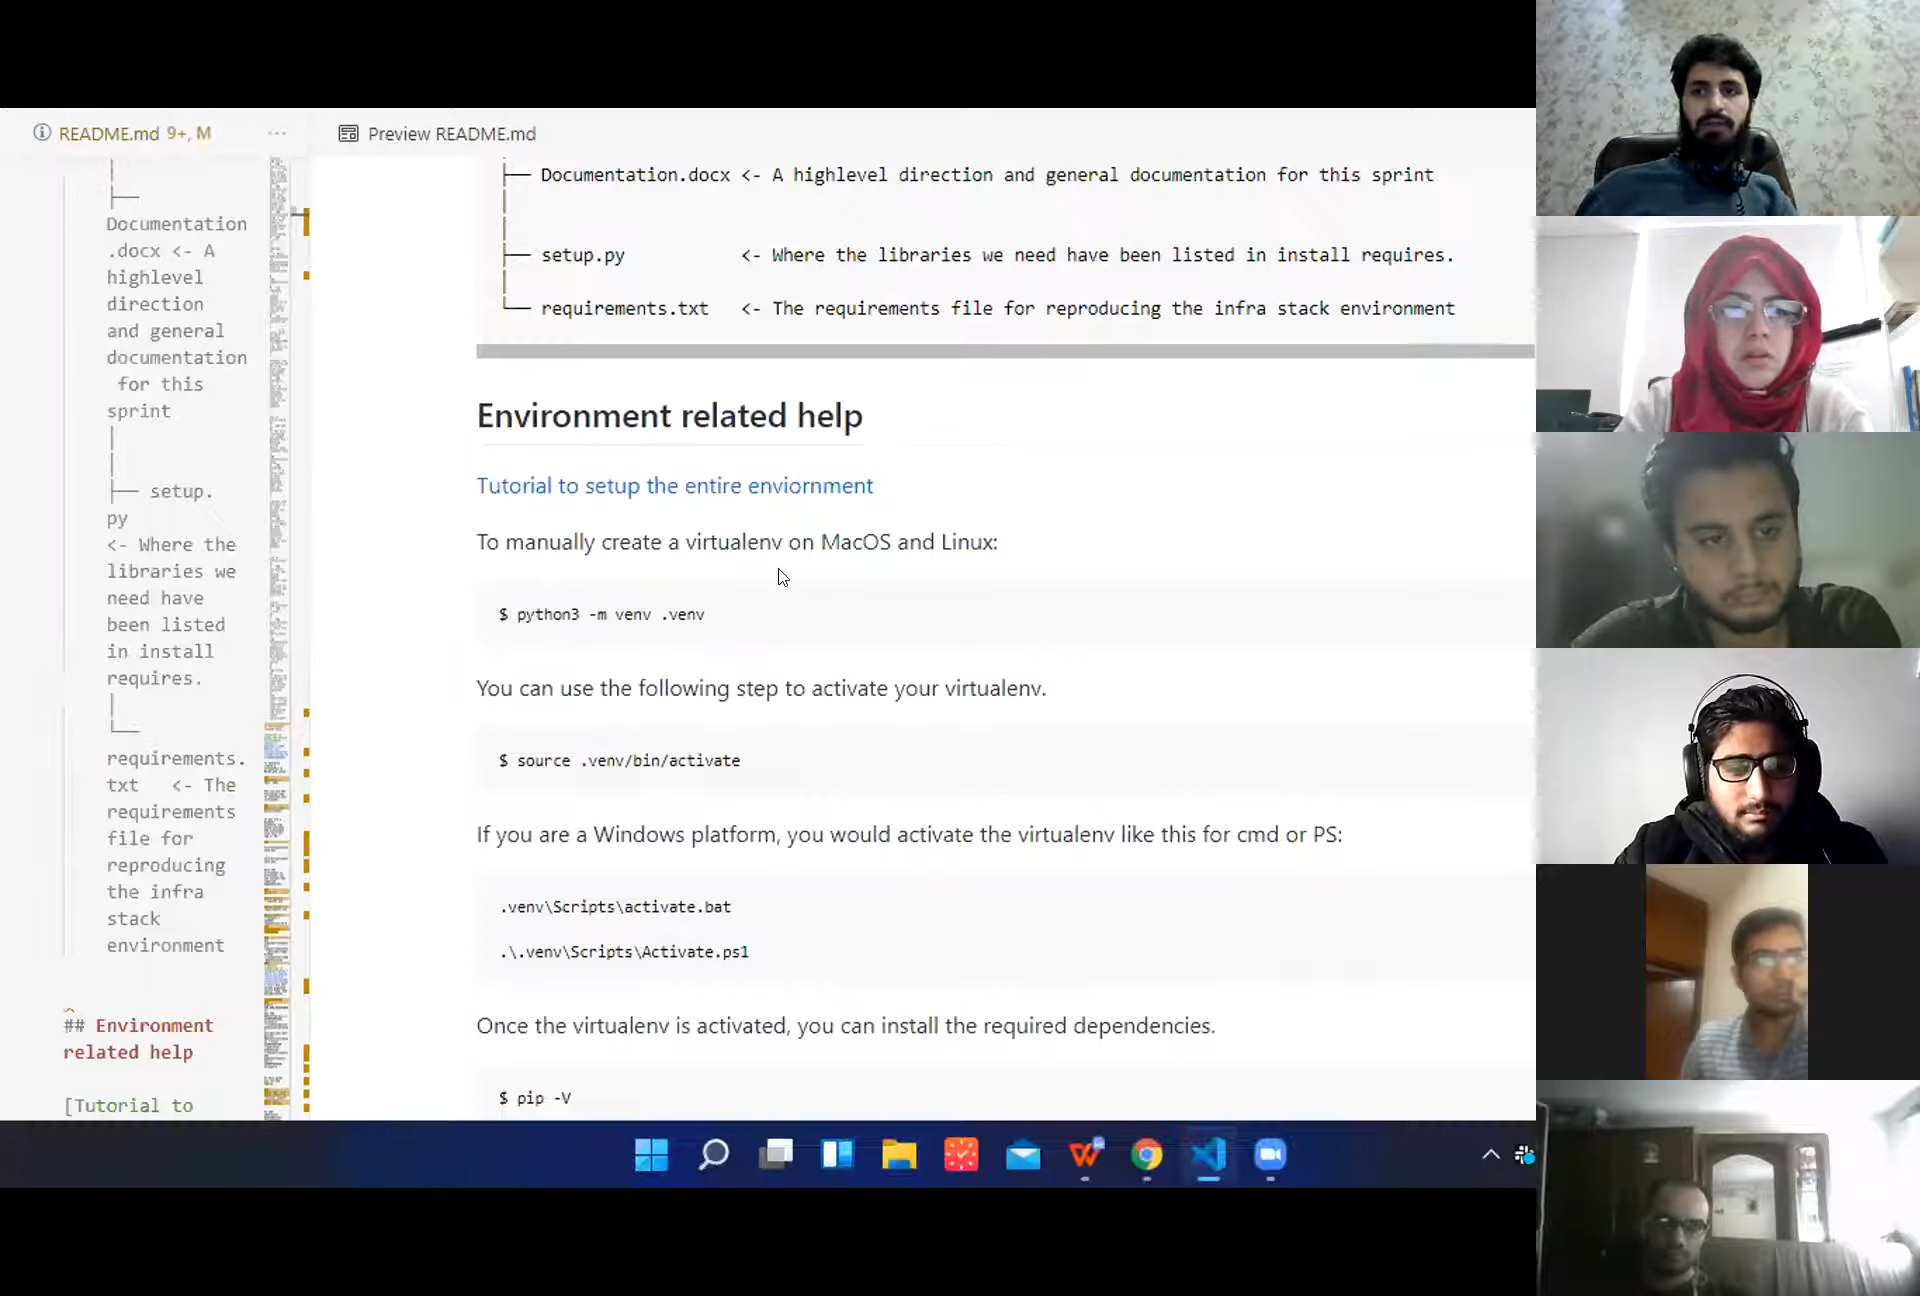 README.md 9+, M ...
Documentation
.docx <- A
highlevel
direction
and general
documentation
for this
sprint
setup.
py
<- Where the
libraries we
need have
been listed
in install
requires.
requirements.
txt <- The
requirements
file for
reproducing
the infra
stack
environment
## Environment
related help
[Tutorial to
Preview README.md
Documentation.docx <- A highlevel direction and general documentation for this sprint
setup.py <- Where the libraries we need have been listed in install requires.
requirements.txt <- The requirements file for reproducing the infra stack environment
Environment related help
Tutorial to setup the entire enviornment
To manually create a virtualenv on MacOS and Linux:
$ python3 -m venv .venv
You can use the following step to activate your virtualenv.
$ source .venv/bin/activate
If you are a Windows platform, you would activate the virtualenv like this for cmd or PS:
.venv\Scripts\activate.bat
.\.venv\Scripts\Activate.ps1
Once the virtualenv is activated, you can install the required dependencies.
$ pip -V